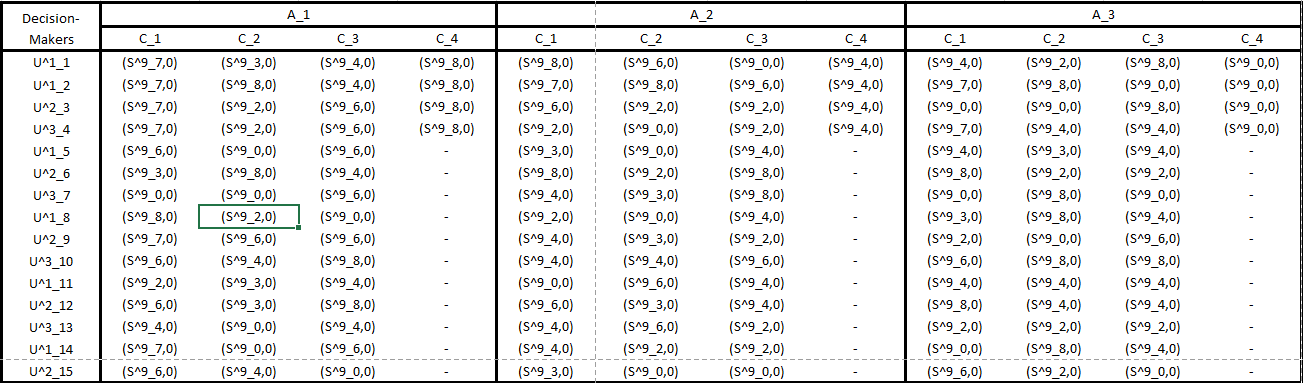 Decision-Makers A_1 A_2 A_3
C_1 C_2 C_3 C_4 C_1 C_2 C_3 C_4 C_1 C_2 C_3 C_4
U^1_1 (S^9_7,0) (S^9_3,0) (S^9_4,0) (S^9_8,0) (S^9_8,0) (S^9_6,0) (S^9_0,0) (S^9_4,0) (S^9_4,0) (S^9_2,0) (S^9_8,0) (S^9_0,0)
U^1_2 (S^9_7,0) (S^9_8,0) (S^9_4,0) (S^9_8,0) (S^9_7,0) (S^9_8,0) (S^9_6,0) (S^9_4,0) (S^9_7,0) (S^9_8,0) (S^9_0,0) (S^9_0,0)
U^2_3 (S^9_7,0) (S^9_2,0) (S^9_6,0) (S^9_8,0) (S^9_6,0) (S^9_2,0) (S^9_2,0) (S^9_4,0) (S^9_0,0) (S^9_0,0) (S^9_8,0) (S^9_0,0)
U^3_4 (S^9_7,0) (S^9_2,0) (S^9_6,0) (S^9_8,0) (S^9_2,0) (S^9_0,0) (S^9_2,0) (S^9_4,0) (S^9_7,0) (S^9_4,0) (S^9_4,0) (S^9_0,0)
U^1_5 (S^9_6,0) (S^9_0,0) (S^9_6,0) - (S^9_3,0) (S^9_0,0) (S^9_4,0) - (S^9_4,0) (S^9_3,0) (S^9_4,0) -
U^2_6 (S^9_3,0) (S^9_8,0) (S^9_4,0) - (S^9_8,0) (S^9_2,0) (S^9_8,0) - (S^9_8,0) (S^9_2,0) (S^9_4,0) -
U^3_7 (S^9_0,0) (S^9_0,0) (S^9_6,0) - (S^9_4,0) (S^9_3,0) (S^9_8,0) - (S^9_0,0) (S^9_8,0) (S^9_0,0) -
U^1_8 (S^9_8,0) (S^9_2,0) (S^9_0,0) - (S^9_2,0) (S^9_0,0) (S^9_4,0) - (S^9_3,0) (S^9_8,0) (S^9_4,0) -
U^2_9 (S^9_7,0) (S^9_6,0) (S^9_6,0) - (S^9_4,0) (S^9_3,0) (S^9_2,0) - (S^9_2,0) (S^9_0,0) (S^9_6,0) -
U^3_10 (S^9_6,0) (S^9_4,0) (S^9_8,0) - (S^9_4,0) (S^9_4,0) (S^9_6,0) - (S^9_6,0) (S^9_8,0) (S^9_8,0) -
U^1_11 (S^9_2,0) (S^9_3,0) (S^9_4,0) - (S^9_0,0) (S^9_6,0) (S^9_4,0) - (S^9_4,0) (S^9_4,0) (S^9_4,0) -
U^2_12 (S^9_6,0) (S^9_3,0) (S^9_8,0) - (S^9_6,0) (S^9_3,0) (S^9_4,0) - (S^9_8,0) (S^9_4,0) (S^9_4,0) -
U^3_13 (S^9_4,0) (S^9_0,0) (S^9_4,0) - (S^9_4,0) (S^9_6,0) (S^9_2,0) - (S^9_2,0) (S^9_2,0) (S^9_2,0) -
U^1_14 (S^9_7,0) (S^9_0,0) (S^9_6,0) - (S^9_4,0) (S^9_2,0) (S^9_2,0) - (S^9_0,0) (S^9_8,0) (S^9_4,0) -
U^2_15 (S^9_6,0) (S^9_4,0) (S^9_0,0) - (S^9_3,0) (S^9_0,0) (S^9_0,0) - (S^9_6,0) (S^9_2,0) (S^9_0,0) -